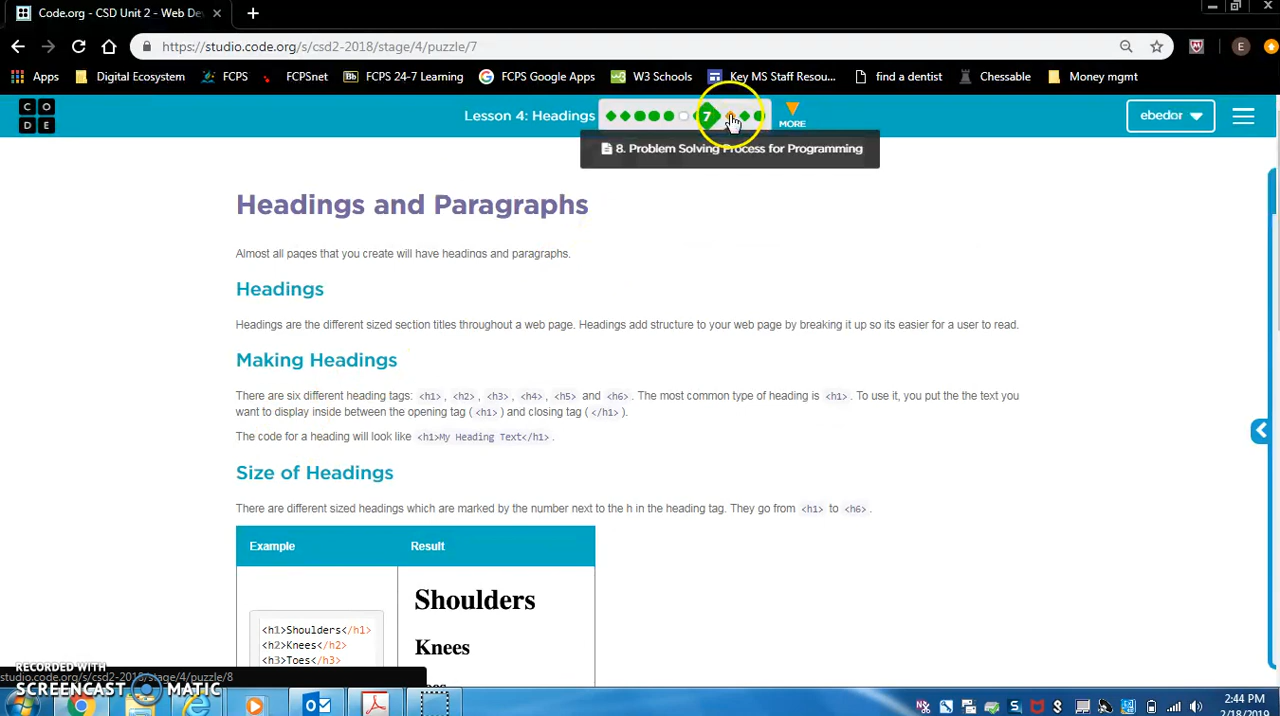 Code.org - CSD Unit 2 - Web De
https://studio.code.org/s/csd2-2018/stage/4/puzzle/7
Apps Digital Ecosystem FCPS FCPSnet Bb FCPS 24-7 Learning FCPS Google Apps W3 Schools Key MS Staff Resou... find a dentist Chessable Money mgmt
CODE
Lesson 4: Headings
7
MORE
ebedor
8. Problem Solving Process for Programming
Headings and Paragraphs
Almost all pages that you create will have headings and paragraphs.
Headings
Headings are the different sized section titles throughout a web page. Headings add structure to your web page by breaking it up so its easier for a user to read.
Making Headings
There are six different heading tags: <h1>, <h2>, <h3>, <h4>, <h5> and <h6>. The most common type of heading is <h1>. To use it, you put the the text you
want to display inside between the opening tag (<h1>) and closing tag (</h1>).
The code for a heading will look like <h1>My Heading Text</h1>.
Size of Headings
There are different sized headings which are marked by the number next to the h in the heading tag. They go from <h1> to <h6>.
Example Result
<h1>Shoulders</h1>
<h2>Knees</h2>
<h3>Toes</h3>
Shoulders
Knees
RECORDED WITH
SCREENCAST MATIC
studio.code.org/s/csd2-2018/stage/4/puzzle/8
2:44 PM
2/18/2019